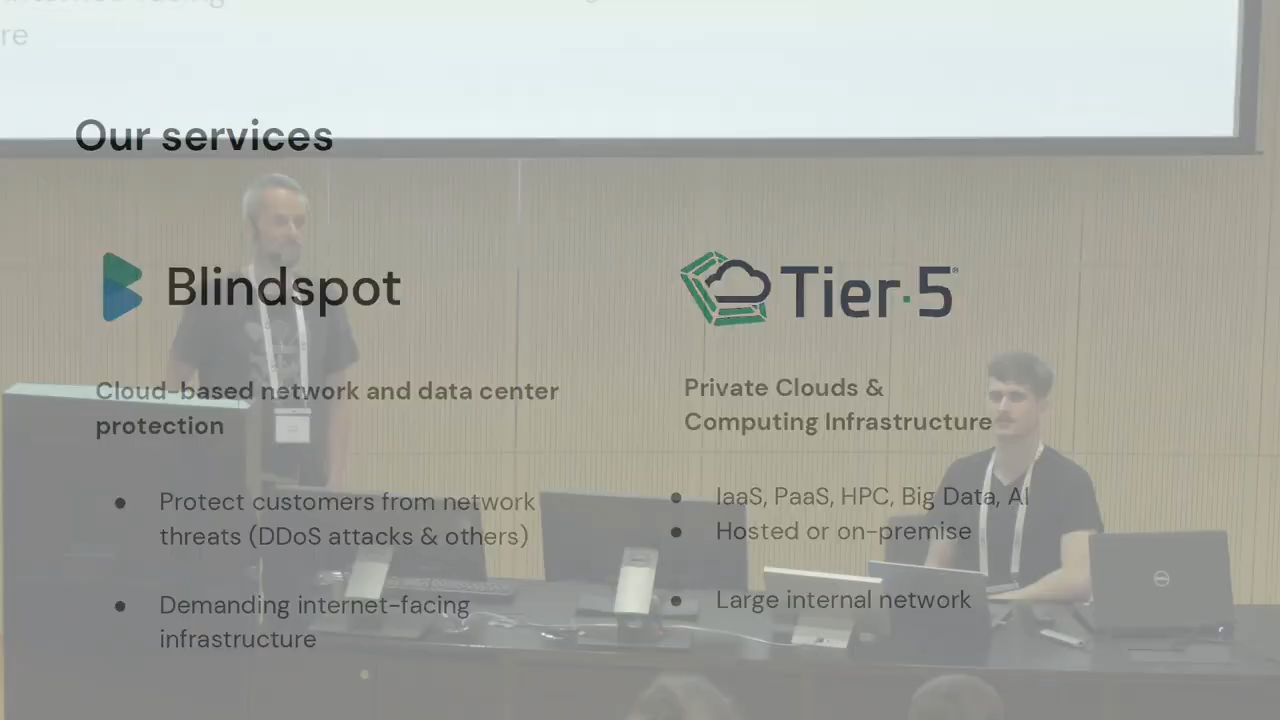 re
Our services
Blindspot
Tier·5
Cloud-based network and data center
protection
Private Clouds &
Computing Infrastructure
● Protect customers from network
threats (DDoS attacks & others)
● Demanding internet-facing
infrastructure
● IaaS, PaaS, HPC, Big Data, AI
● Hosted or on-premise
● Large internal network
DELL